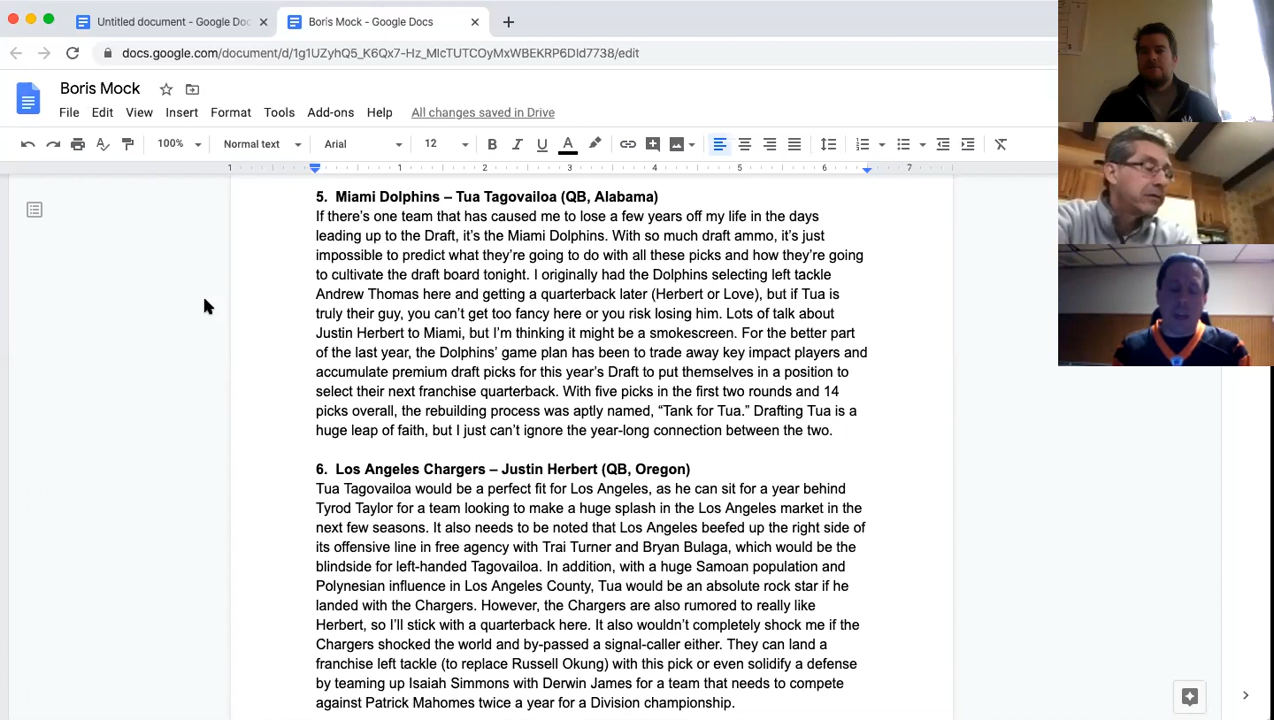 Untitled document - Google Doc
Boris Mock - Google Docs
docs.google.com/document/d/1g1UZyhQ5_K6Qx7-Hz_MIcTUTCOyMxWBEKRP6DId7738/edit
Boris Mock
File Edit View Insert Format Tools Add-ons Help All changes saved in Drive
100% Normal text Arial 12 B I U A
1 1 2 3 4 5 6 7
5. Miami Dolphins – Tua Tagovailoa (QB, Alabama)
If there's one team that has caused me to lose a few years off my life in the days
leading up to the Draft, it's the Miami Dolphins. With so much draft ammo, it's just
impossible to predict what they're going to do with all these picks and how they're going
to cultivate the draft board tonight. I originally had the Dolphins selecting left tackle
Andrew Thomas here and getting a quarterback later (Herbert or Love), but if Tua is
truly their guy, you can't get too fancy here or you risk losing him. Lots of talk about
Justin Herbert to Miami, but I'm thinking it might be a smokescreen. For the better part
of the last year, the Dolphins' game plan has been to trade away key impact players and
accumulate premium draft picks for this year's Draft to put themselves in a position to
select their next franchise quarterback. With five picks in the first two rounds and 14
picks overall, the rebuilding process was aptly named, “Tank for Tua.” Drafting Tua is a
huge leap of faith, but I just can't ignore the year-long connection between the two.
6. Los Angeles Chargers – Justin Herbert (QB, Oregon)
Tua Tagovailoa would be a perfect fit for Los Angeles, as he can sit for a year behind
Tyrod Taylor for a team looking to make a huge splash in the Los Angeles market in the
next few seasons. It also needs to be noted that Los Angeles beefed up the right side of
its offensive line in free agency with Trai Turner and Bryan Bulaga, which would be the
blindside for left-handed Tagovailoa. In addition, with a huge Samoan population and
Polynesian influence in Los Angeles County, Tua would be an absolute rock star if he
landed with the Chargers. However, the Chargers are also rumored to really like
Herbert, so I'll stick with a quarterback here. It also wouldn't completely shock me if the
Chargers shocked the world and by-passed a signal-caller either. They can land a
franchise left tackle (to replace Russell Okung) with this pick or even solidify a defense
by teaming up Isaiah Simmons with Derwin James for a team that needs to compete
against Patrick Mahomes twice a year for a Division championship.